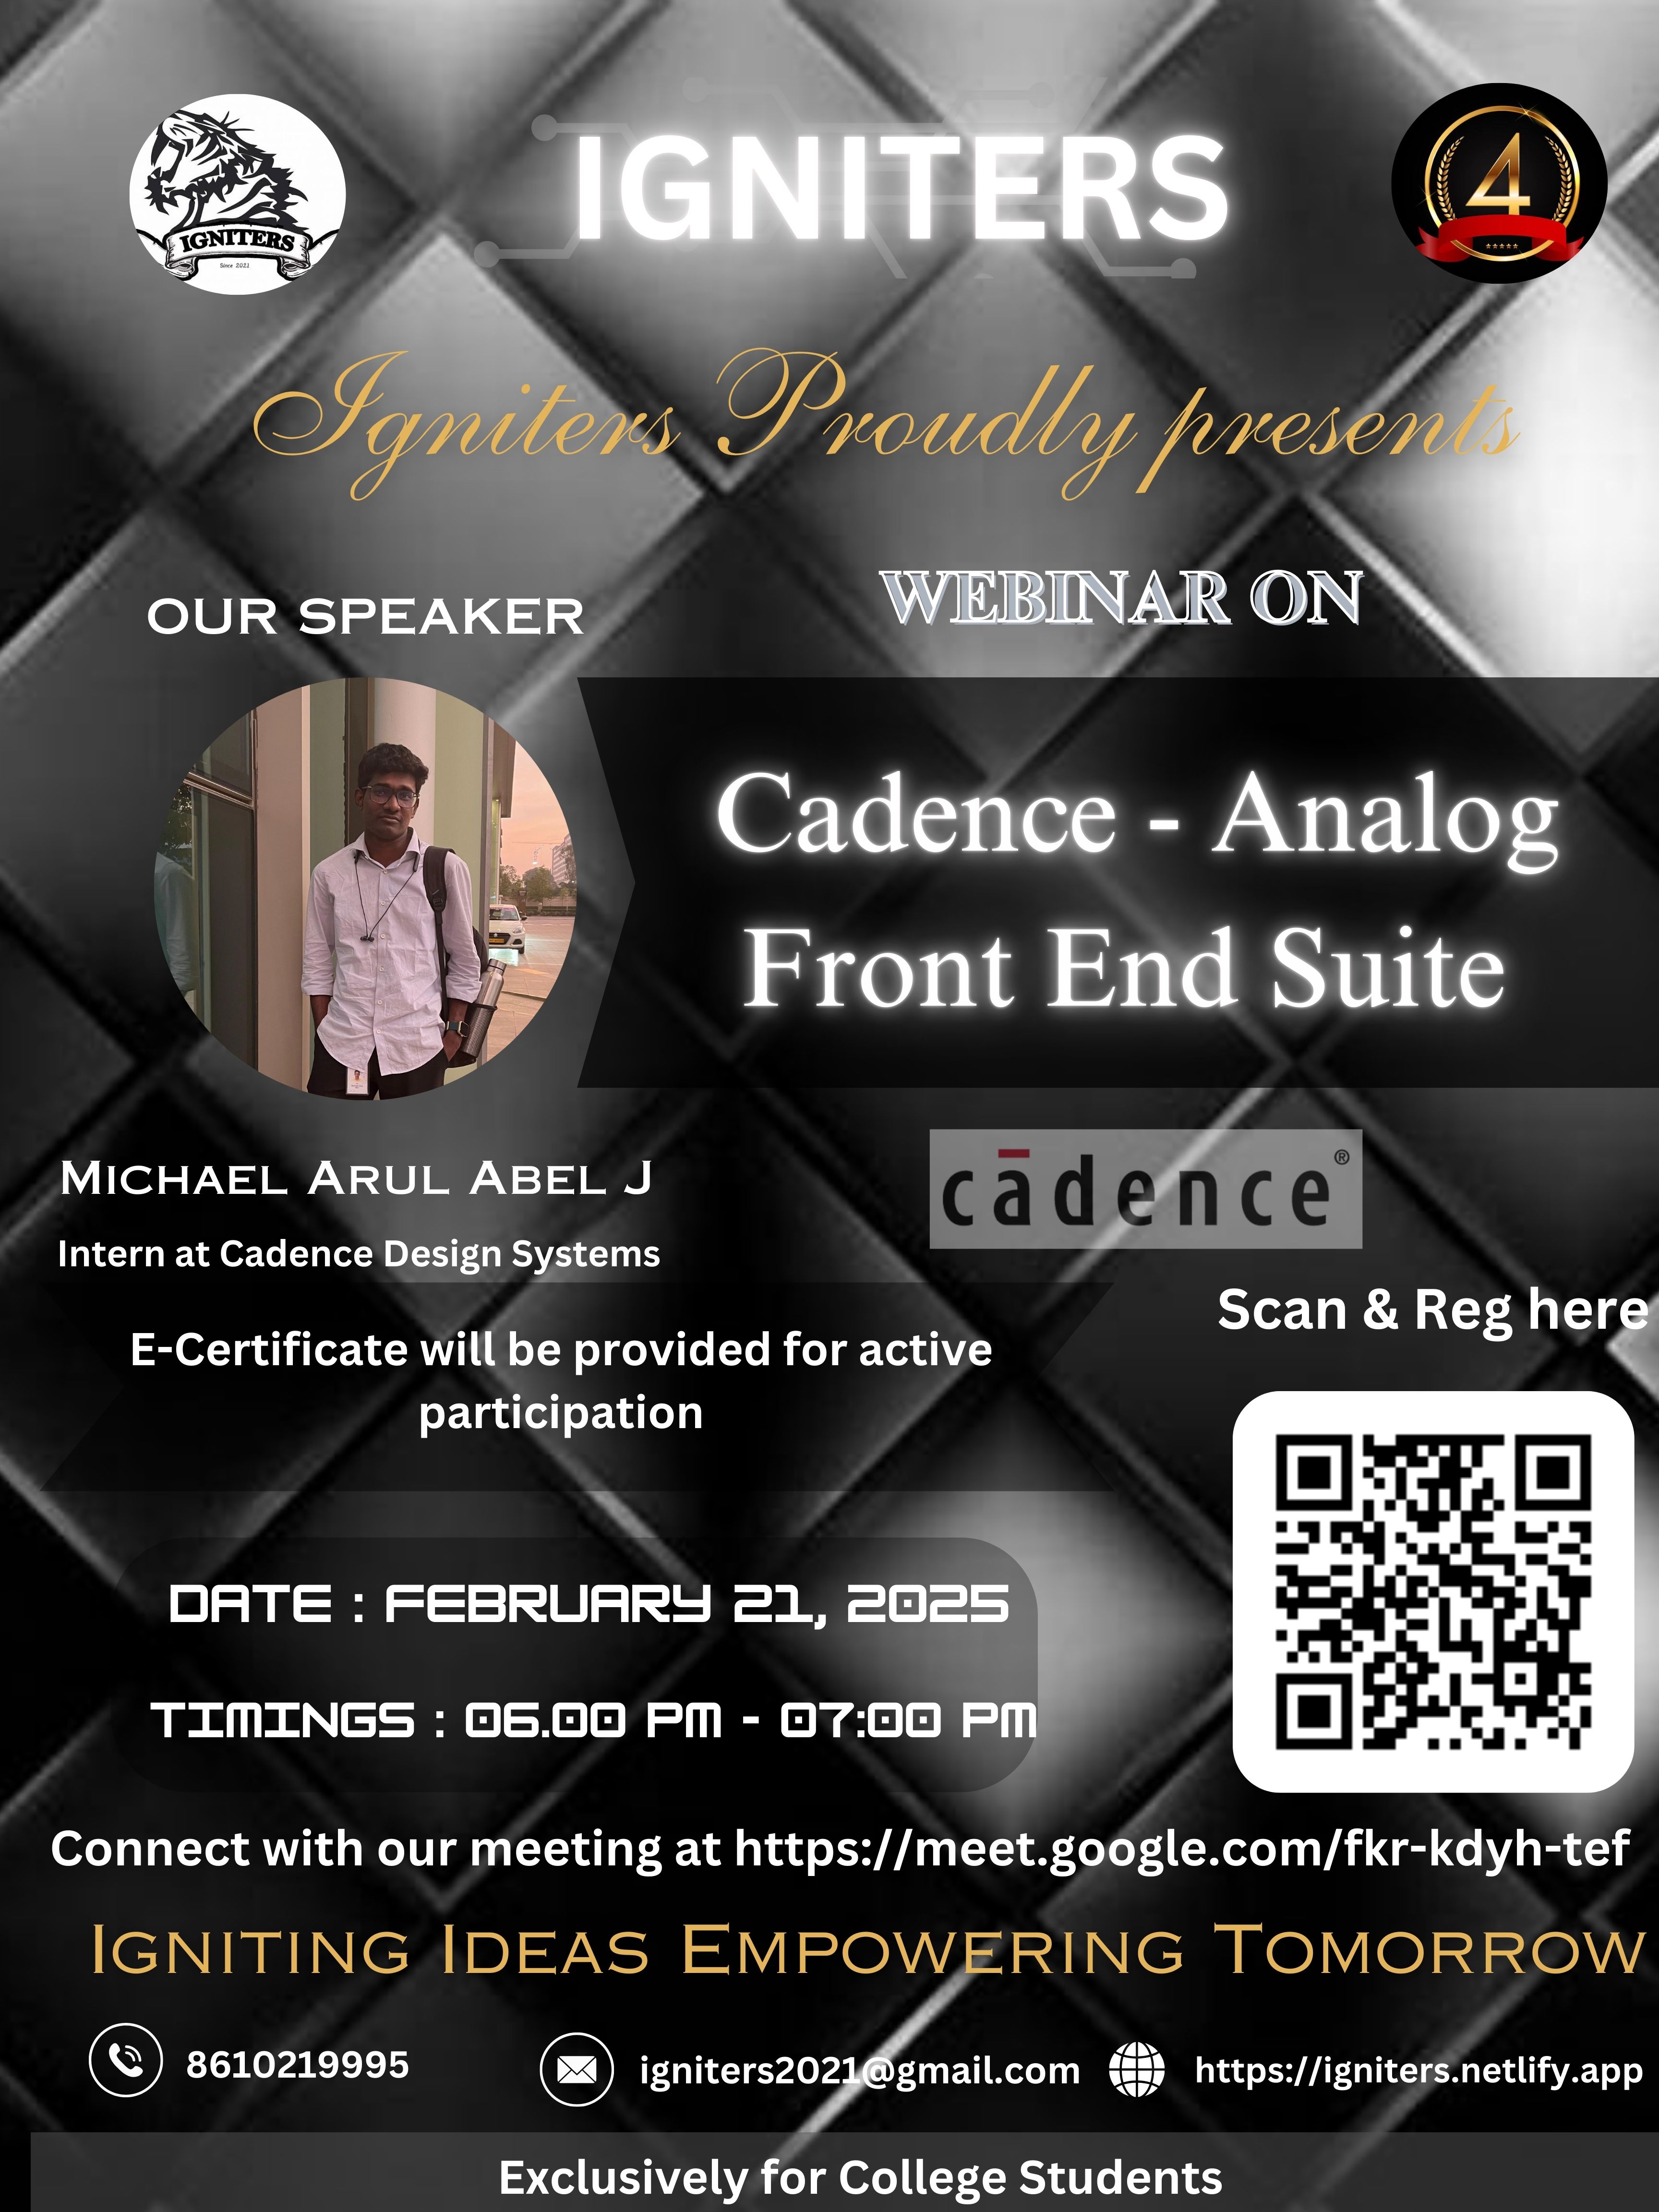 IGNITERS
IGNITERS
Since 2021
4
Igniters Proudly presents
OUR SPEAKER
WEBINAR ON
Cadence - Analog
Front End Suite
MICHAEL ARUL ABEL J
Intern at Cadence Design Systems
cādence®
Scan & Reg here
E-Certificate will be provided for active
participation
DATE : FEBRUARY 21, 2025
TIMINGS : 06.00 PM - 07:00 PM
Connect with our meeting at https://meet.google.com/fkr-kdyh-tef
IGNITING IDEAS EMPOWERING TOMORROW
8610219995
igniters2021@gmail.com
https://igniters.netlify.app
Exclusively for College Students